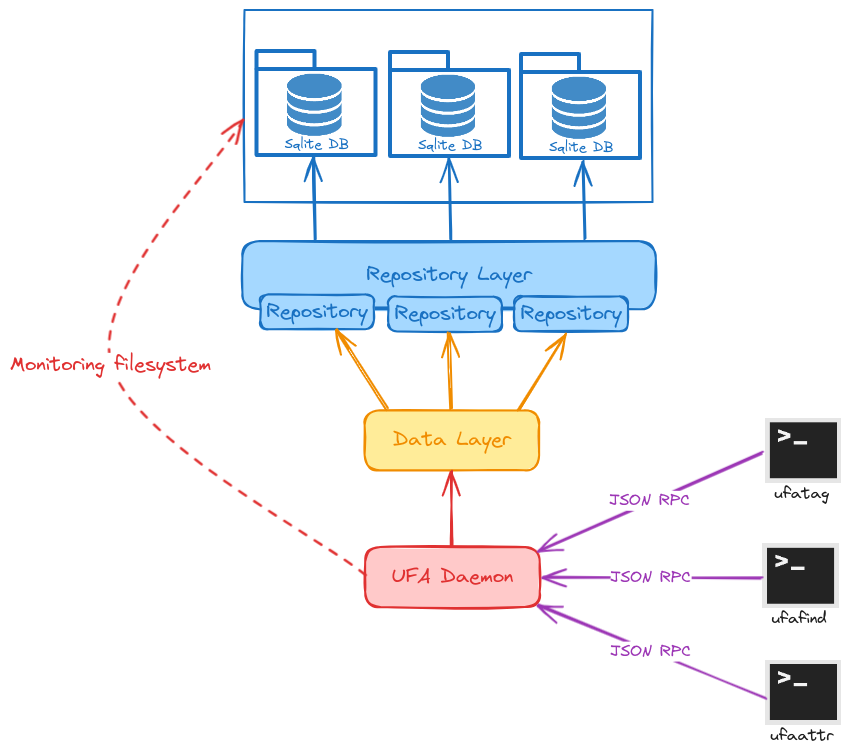 Sqlite DB
Sqlite DB
Sqlite DB
Repository Layer
Repository
Repository
Repository
Monitoring filesystem
Data Layer
>_
ufatag
JSON RPC
UFA Daemon
JSON RPC
>_
ufafind
JSON RPC
>_
ufaattr